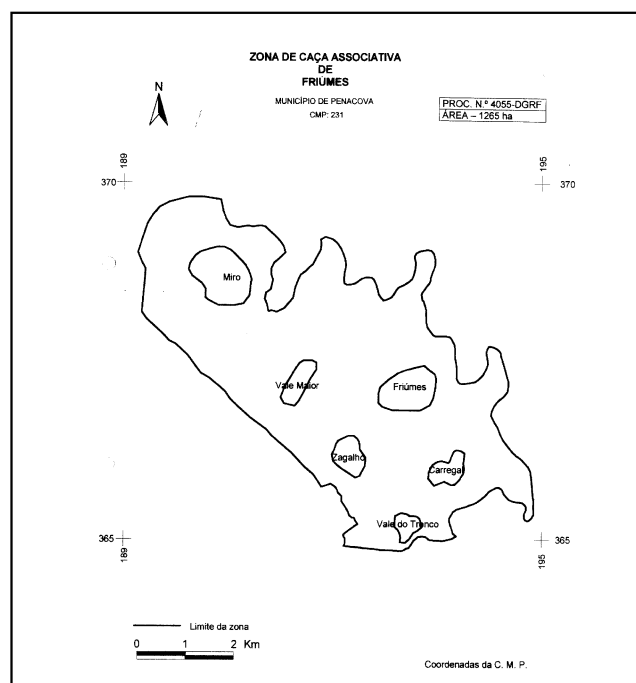 ZONA DE CAÇA ASSOCIATIVA
DE
FRIÚMES
N
MUNICÍPIO DE PENACOVA
CMP: 231
PROC. N.º 4055-DGRF
ÁREA – 1265 ha
189
195
370
370
Miro
Vale Maior
Friúmes
Zagalho
Carregal
Vale do Tronco
365
365
189
195
Limite da zona
0 1 2 Km
Coordenadas da C. M. P.